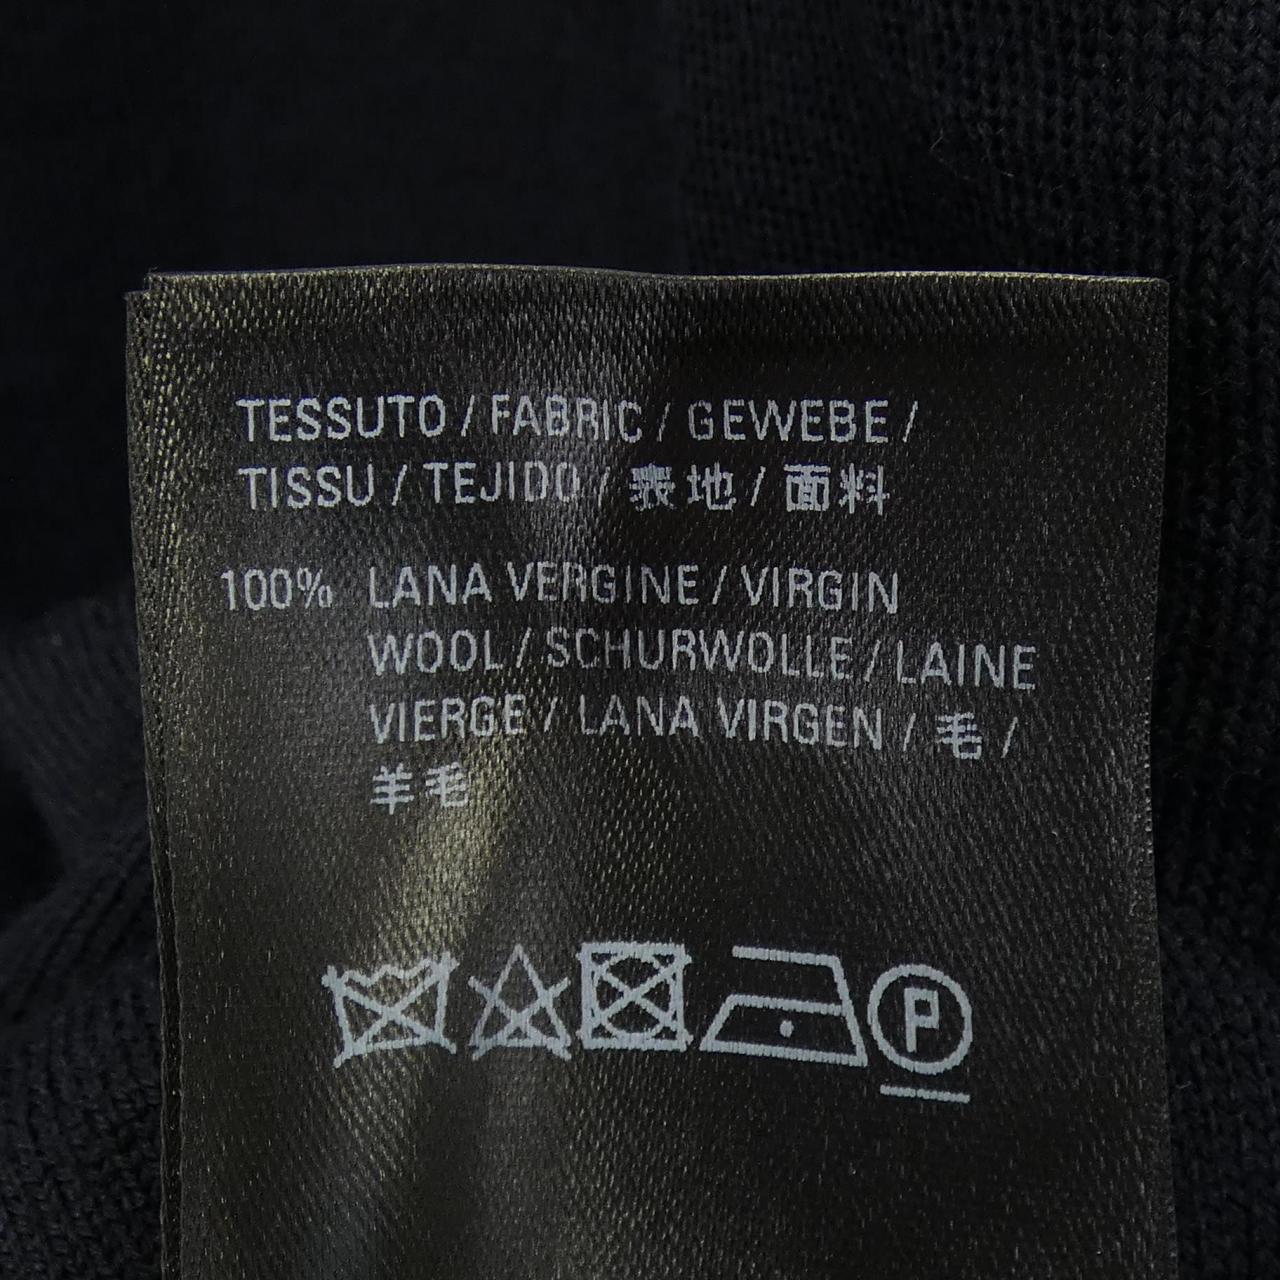 TESSUTO / FABRIC / GEWEBE /
TISSU / TEJIDO / 表地 / 面料
100% LANA VERGINE / VIRGIN
WOOL / SCHURWOLLE / LAINE
VIERGE / LANA VIRGEN / 毛 /
羊毛
P